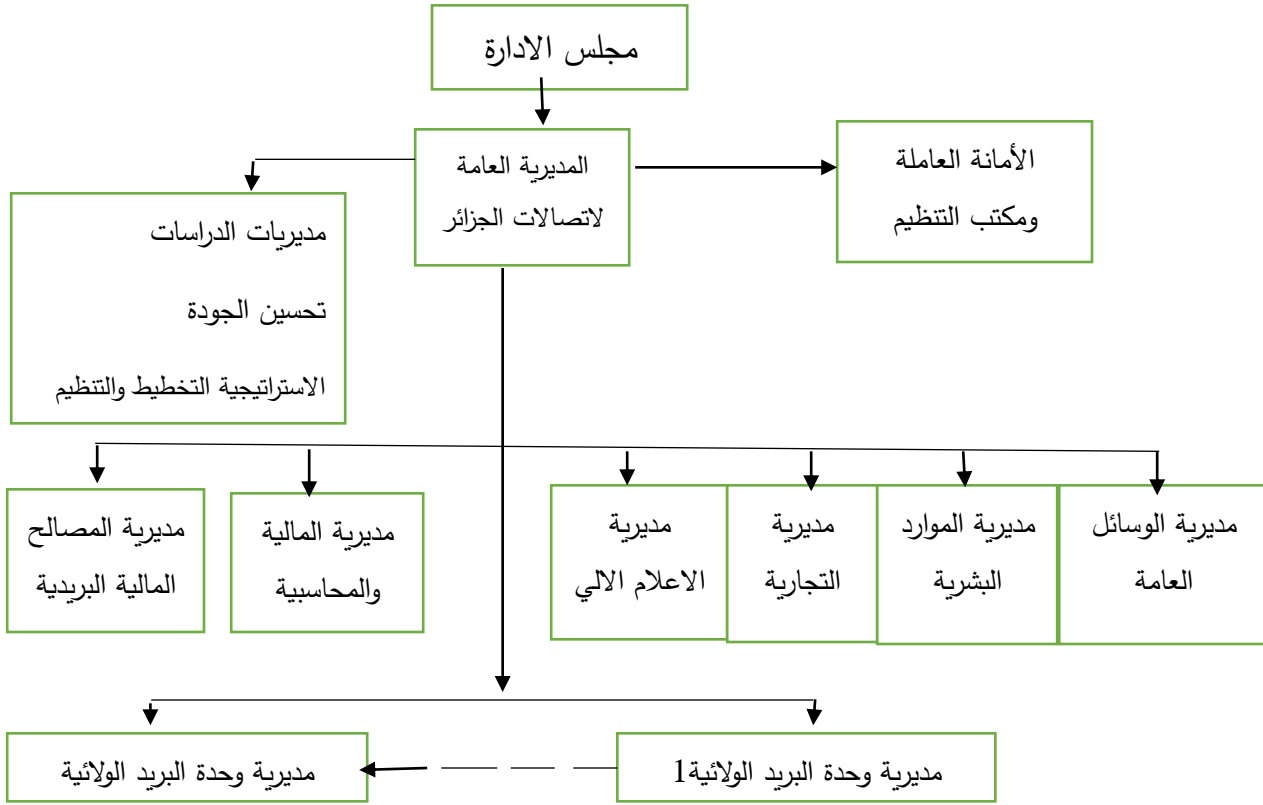 مجلس الادارة
المديرية العامة
لاتصالات الجزائر
الأمانة العاملة
ومكتب التنظيم
مديريات الدراسات
تحسين الجودة
الاستراتيجية التخطيط والتنظيم
مديرية الوسائل
العامة
مديرية الموارد
البشرية
مديرية
التجارية
مديرية
الاعلام الالي
مديرية المالية
والمحاسبية
مديرية المصالح
المالية البريدية
مديرية وحدة البريد الولائية1
مديرية وحدة البريد الولائية